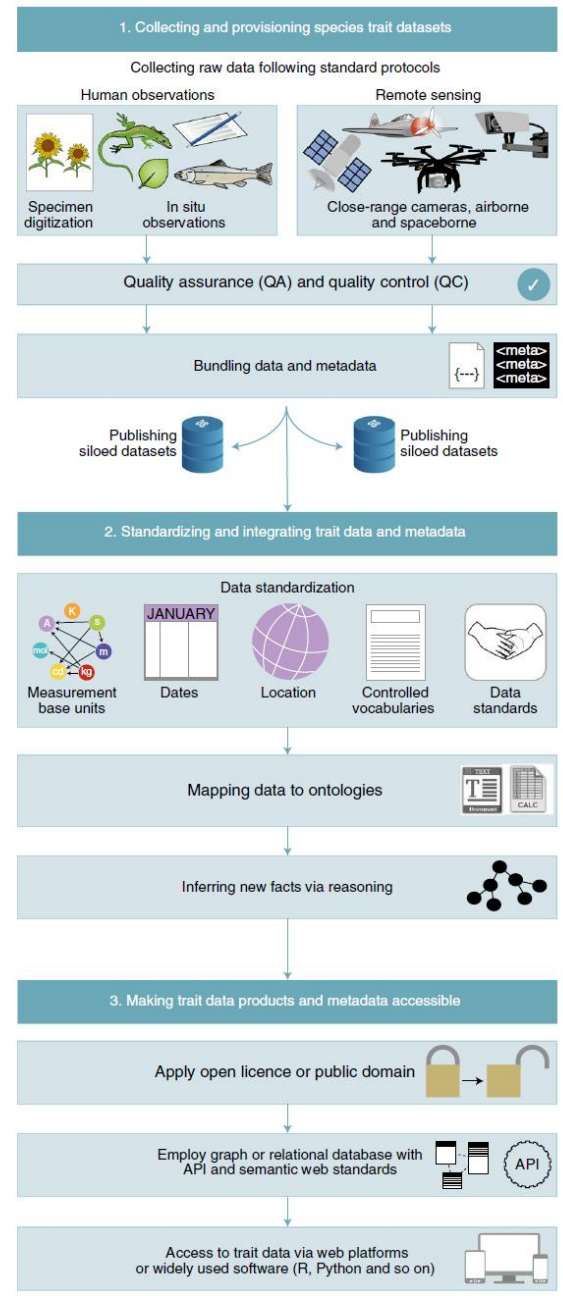 1. Collecting and provisioning species trait datasets
Collecting raw data following standard protocols
Human observations
Remote sensing
Specimen
digitization
In situ
observations
Close-range cameras, airborne
and spaceborne
Quality assurance (QA) and quality control (QC)
Bundling data and metadata
{---}
<meta>
<meta>
<meta>
Publishing
siloed datasets
Publishing
siloed datasets
2. Standardizing and integrating trait data and metadata
Data standardization
K
A
s
mol
m
cd
kg
JANUARY
Measurement
base units
Dates
Location
Controlled
vocabularies
Data
standards
Mapping data to ontologies
TEXT
T
Document
CALC
Inferring new facts via reasoning
3. Making trait data products and metadata accessible
Apply open licence or public domain
Employ graph or relational database with
API and semantic web standards
API
Access to trait data via web platforms
or widely used software (R, Python and so on)